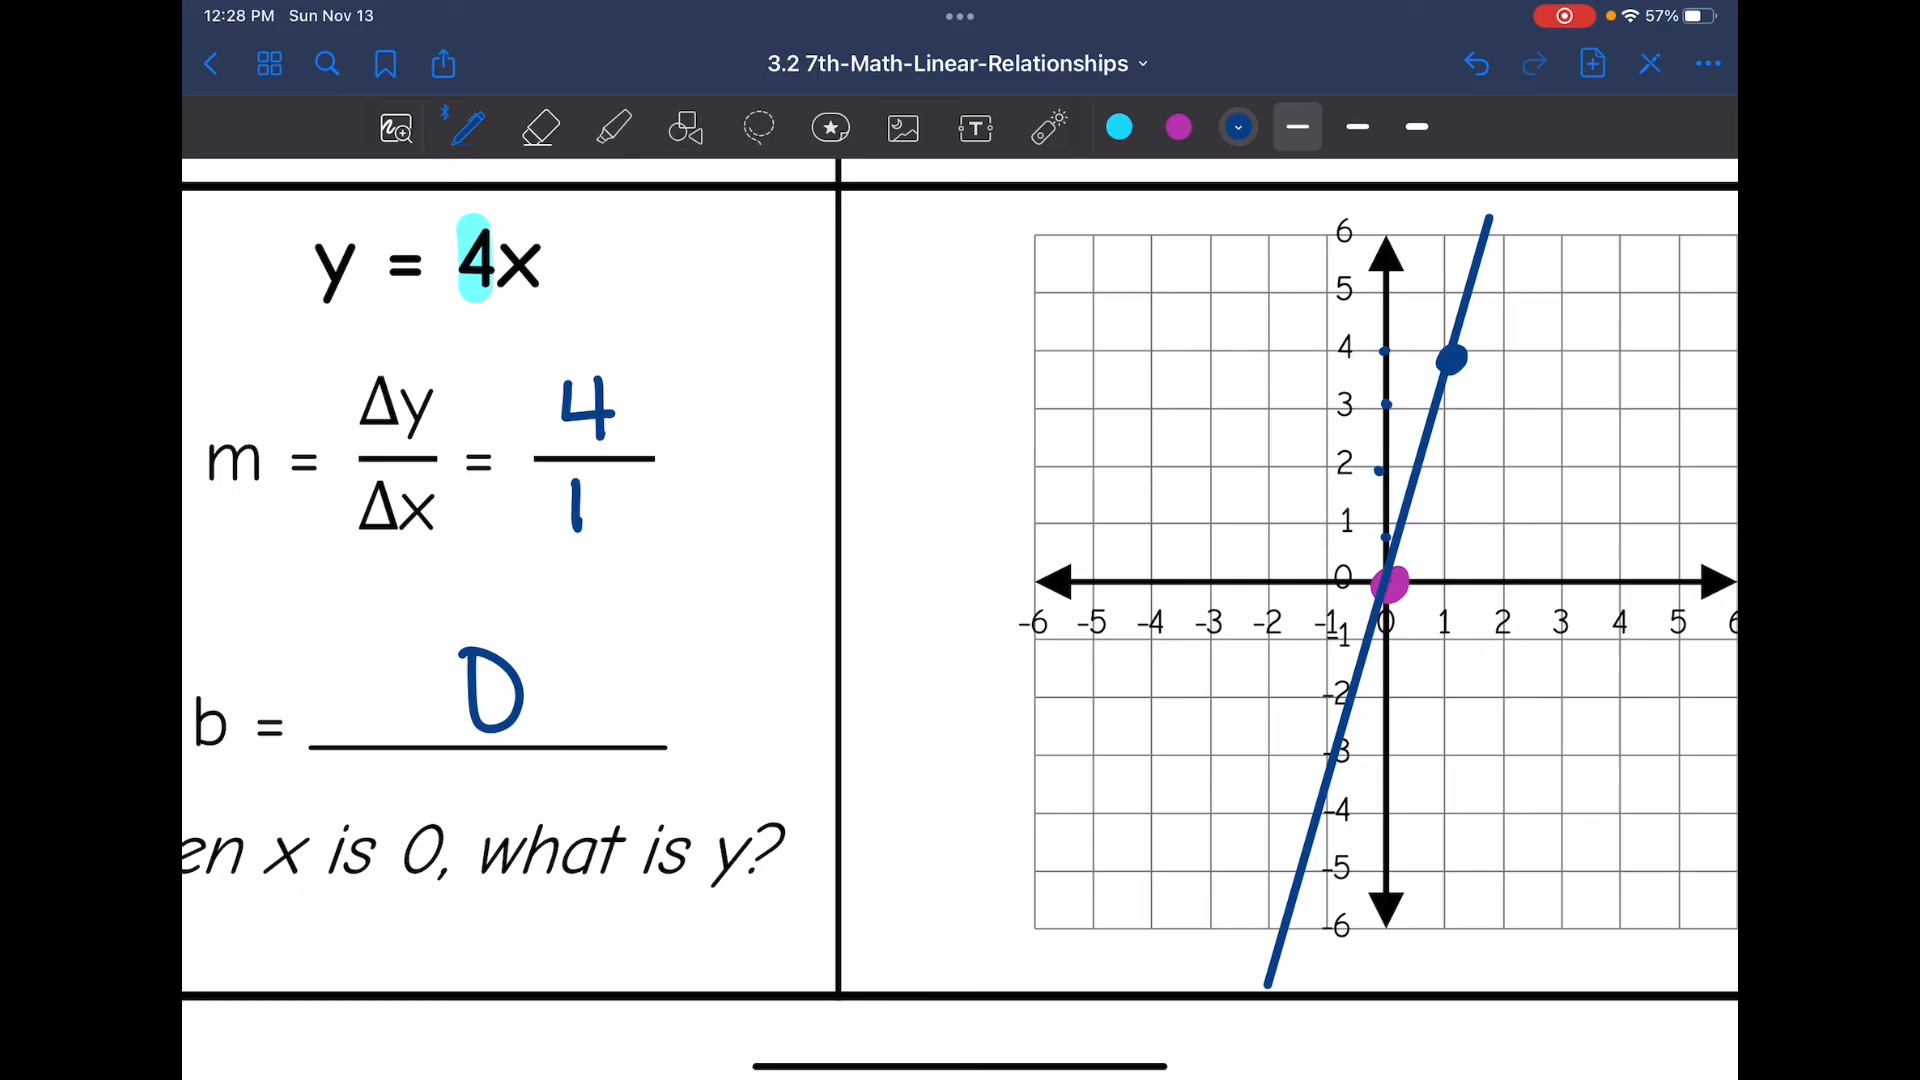 12:28 PM Sun Nov 13
57%
3.2 7th-Math-Linear-Relationships
T
y = 4x
m = Δy/Δx = 4/1
b = 0
en x is 0, what is y?
6
5
4
3
2
1
0
-6 -5 -4 -3 -2 -1 0 1 2 3 4 5 6
-1
-2
-3
-4
-5
-6